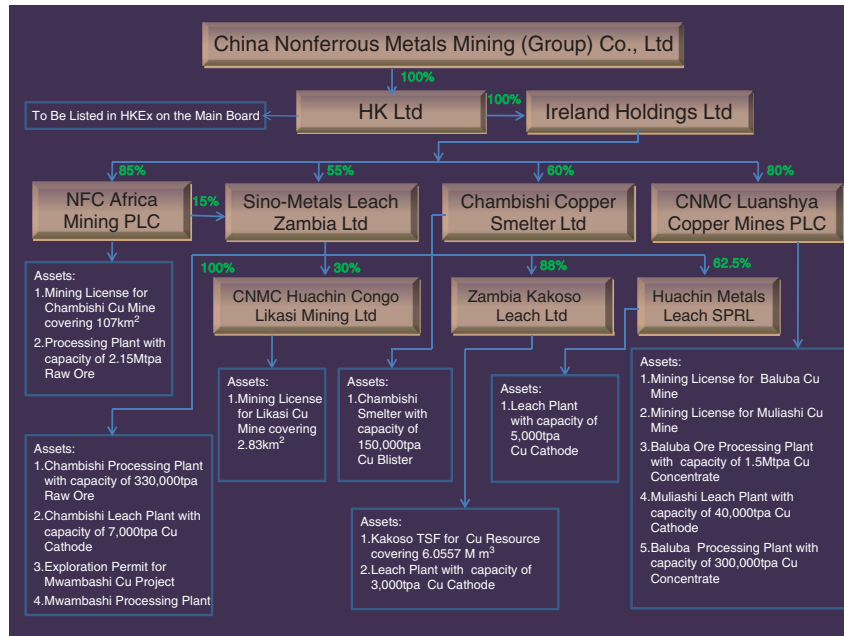 China Nonferrous Metals Mining (Group) Co., Ltd
100%
To Be Listed in HKEx on the Main Board
HK Ltd
100%
Ireland Holdings Ltd
85%
55%
60%
80%
NFC Africa
Mining PLC
15%
Sino-Metals Leach
Zambia Ltd
Chambishi Copper
Smelter Ltd
CNMC Luanshya
Copper Mines PLC
100%
30%
88%
62.5%
Assets:
1.Mining License for
Chambishi Cu Mine
covering 107km²
2.Processing Plant with
capacity of 2.15Mtpa
Raw Ore
CNMC Huachin Congo
Likasi Mining Ltd
Zambia Kakoso
Leach Ltd
Huachin Metals
Leach SPRL
Assets:
1.Chambishi Processing Plant
with capacity of 330,000tpa
Raw Ore
2.Chambishi Leach Plant with
capacity of 7,000tpa Cu
Cathode
3.Exploration Permit for
Mwambashi Cu Project
4.Mwambashi Processing Plant
Assets:
1.Mining License
for Likasi Cu
Mine covering
2.83km²
Assets:
1.Chambishi
Smelter with
capacity of
150,000tpa
Cu Blister
Assets:
1.Kakoso TSF for Cu Resource
covering 6.0557 M m³
2.Leach Plant with capacity of
3,000tpa Cu Cathode
Assets:
1.Leach Plant
with capacity of
5,000tpa
Cu Cathode
Assets:
1.Mining License for Baluba Cu
Mine
2.Mining License for Muliashi Cu
Mine
3.Baluba Ore Processing Plant
with capacity of 1.5Mtpa Cu
Concentrate
4.Muliashi Leach Plant with
capacity of 40,000tpa Cu
Cathode
5.Baluba Processing Plant with
capacity of 300,000tpa Cu
Concentrate